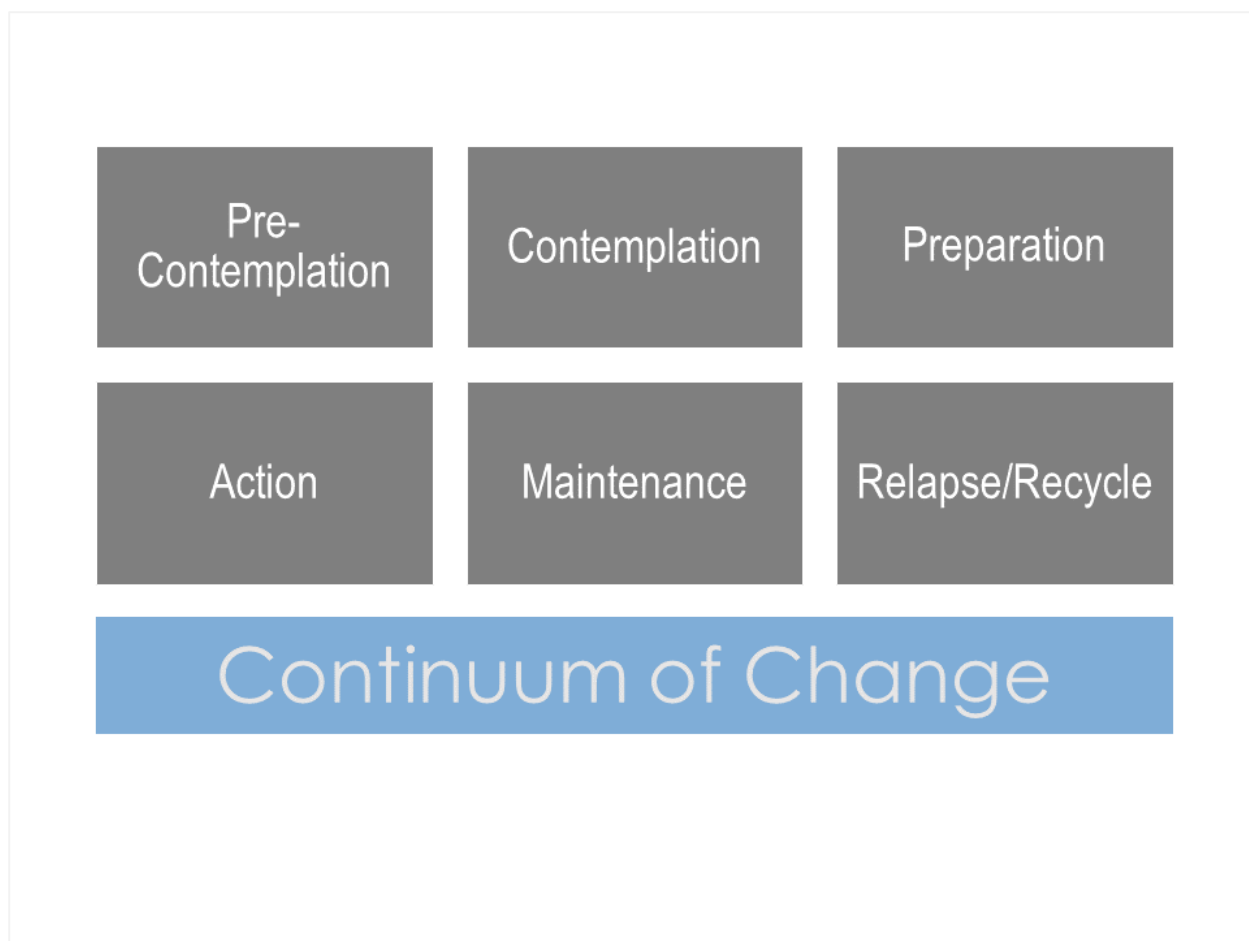 Pre-
Contemplation
Contemplation
Preparation
Action
Maintenance
Relapse/Recycle
Continuum of Change